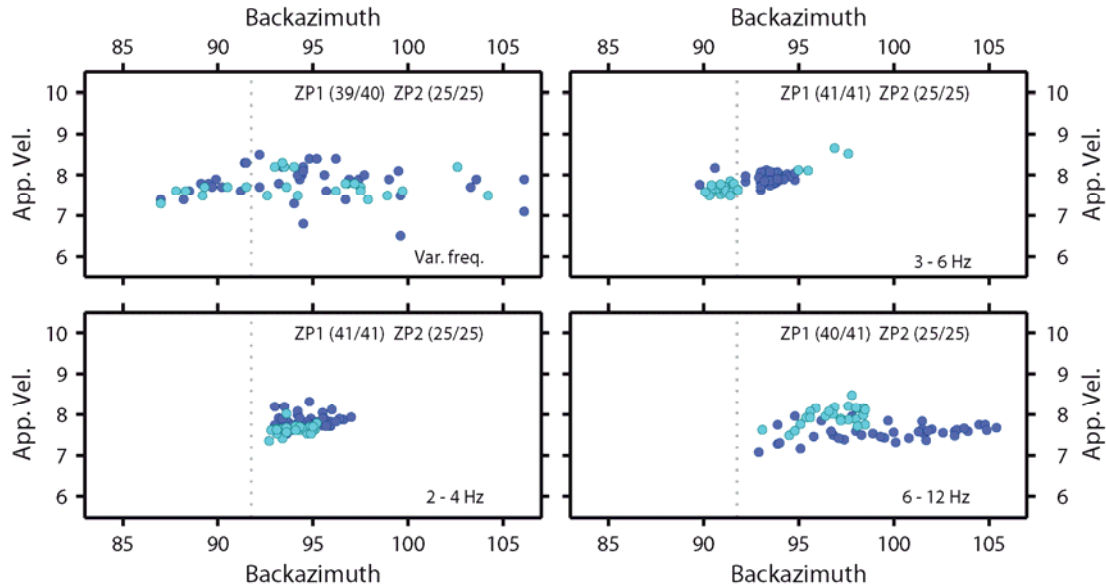 Backazimuth Backazimuth
85 90 95 100 105 85 90 95 100 105
10 ZP1 (39/40) ZP2 (25/25) ZP1 (41/41) ZP2 (25/25) 10
9 9
App. Vel. 8 8 App. Vel.
7 7
6 Var. freq. 3 - 6 Hz 6
10 ZP1 (41/41) ZP2 (25/25) ZP1 (40/41) ZP2 (25/25) 10
9 9
App. Vel. 8 8 App. Vel.
7 7
6 2 - 4 Hz 6 - 12 Hz 6
85 90 95 100 105 85 90 95 100 105
Backazimuth Backazimuth